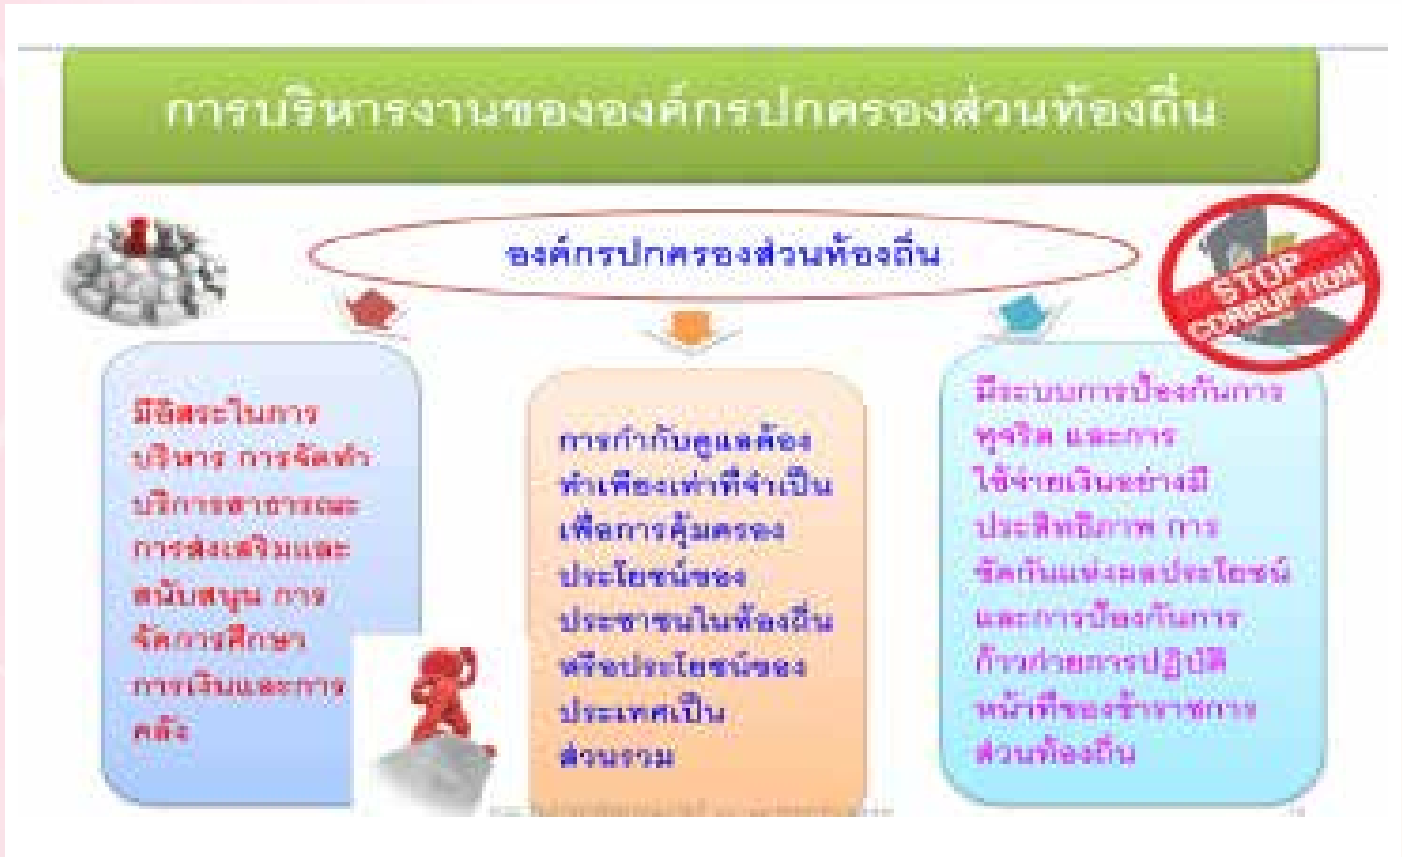 การบริหารงานขององค์กรปกครองส่วนท้องถิ่น
องค์กรปกครองส่วนท้องถิ่น
STOP
CORRUPTION!
มีอิสระในการ
บริหาร การจัดทำ
บริการสาธารณะ
การส่งเสริมและ
สนับสนุน การ
จัดการศึกษา
การเงินและการ
คลัง
การกำกับดูแลต้อง
ทำเพียงเท่าที่จำเป็น
เพื่อการคุ้มครอง
ประโยชน์ของ
ประชาชนในท้องถิ่น
หรือประโยชน์ของ
ประเทศเป็น
ส่วนรวม
มีระบบการป้องกันการ
ทุจริต และการ
ใช้จ่ายเงินอย่างมี
ประสิทธิภาพ การ
ขัดกันแห่งผลประโยชน์
และการป้องกันการ
ก้าวก่ายการปฏิบัติ
หน้าที่ของข้าราชการ
ส่วนท้องถิ่น